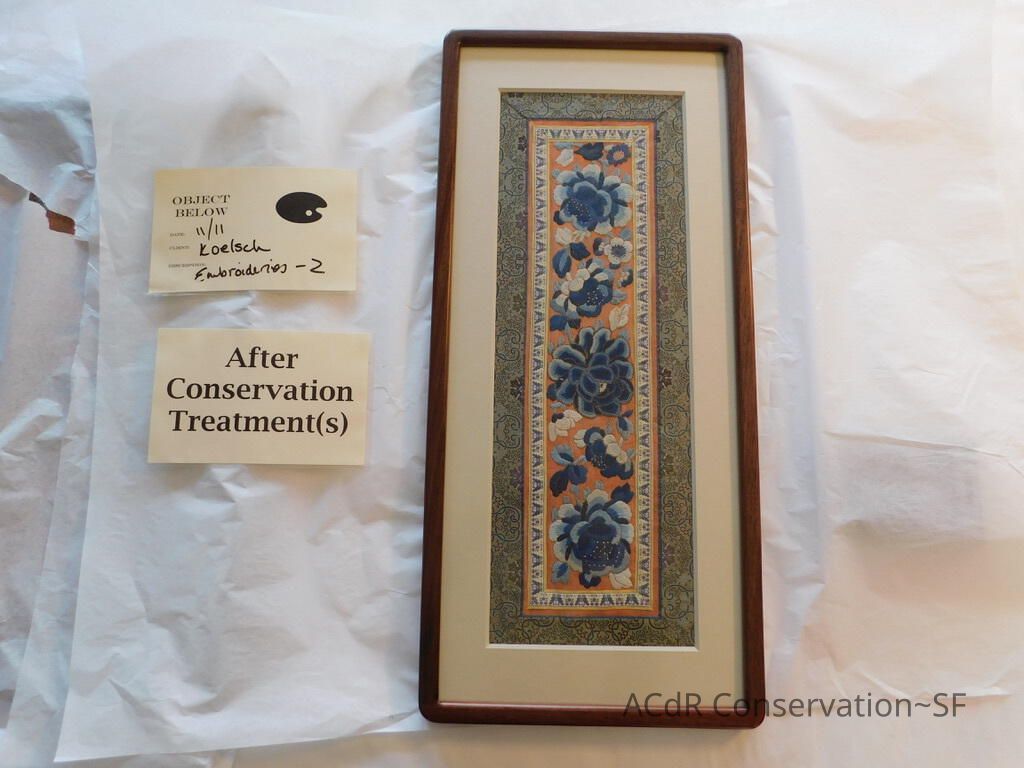 OBJECT
BELOW
DATE: 11/11
CLIENT: Koelsch
DESCRIPTION: Embroideries - 2
After
Conservation
Treatment(s)
ACdR Conservation~SF